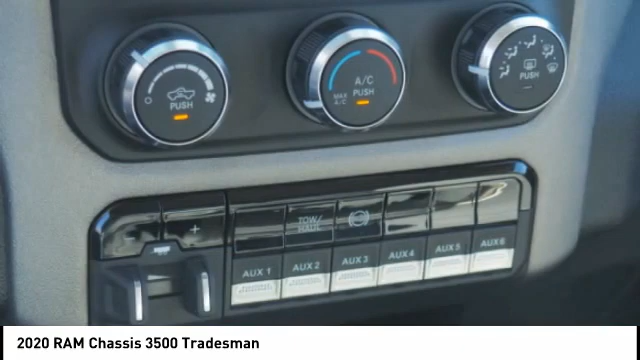 PUSH
A/C
PUSH
MAX
A/C
PUSH
+
TOW/
HAUL
AUX 1 AUX 2 AUX 3 AUX 4 AUX 5 AUX 6
2020 RAM Chassis 3500 Tradesman